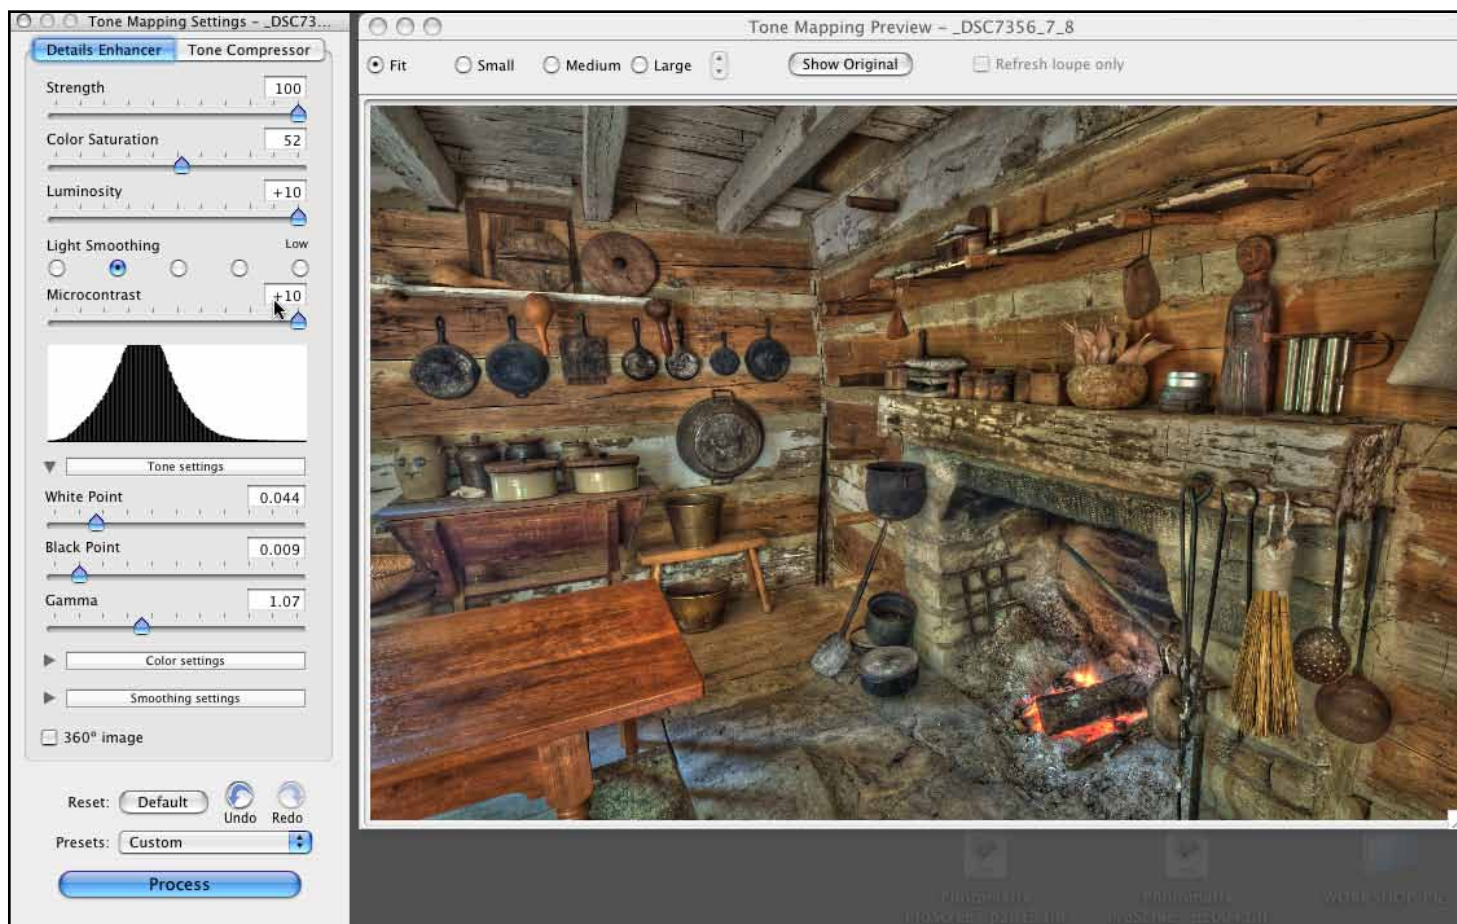 Tone Mapping Settings – _DSC73...
Details Enhancer Tone Compressor
Strength 100
Color Saturation 52
Luminosity +10
Light Smoothing Low
Microcontrast +10
Tone settings
White Point 0.044
Black Point 0.009
Gamma 1.07
Color settings
Smoothing settings
360° image
Reset: Default Undo Redo
Presets: Custom
Process
Tone Mapping Preview – _DSC7356_7_8
Fit Small Medium Large Show Original Refresh loupe only